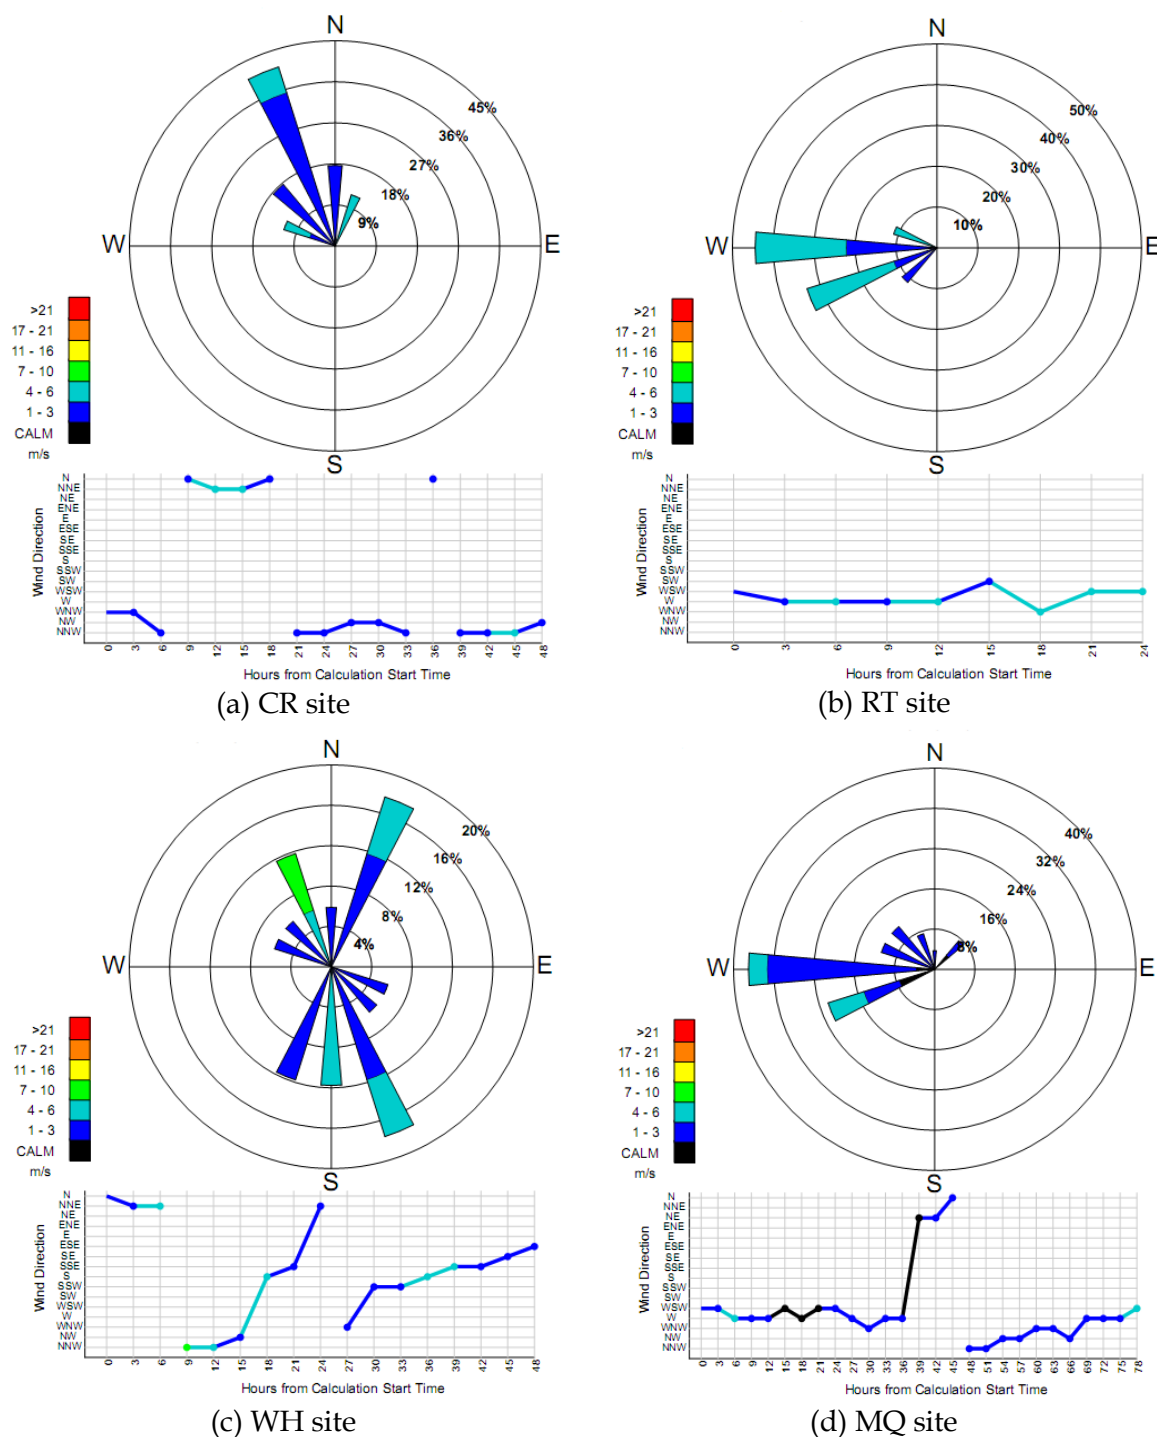 N
45%
36%
27%
18%
9%
W
E
S
>21
17 - 21
11 - 16
7 - 10
4 - 6
1 - 3
CALM
m/s
Wind Direction
N
NNE
NE
ENE
E
ESE
SE
SSE
S
SSW
SW
WSW
W
WNW
NW
NNW
0 3 6 9 12 15 18 21 24 27 30 33 36 39 42 45 48
Hours from Calculation Start Time
(a) CR site
N
50%
40%
30%
20%
10%
W
E
S
>21
17 - 21
11 - 16
7 - 10
4 - 6
1 - 3
CALM
m/s
Wind Direction
N
NNE
NE
ENE
E
ESE
SE
SSE
S
SSW
SW
WSW
W
WNW
NW
NNW
0 3 6 9 12 15 18 21 24
Hours from Calculation Start Time
(b) RT site
N
20%
16%
12%
8%
4%
W
E
S
>21
17 - 21
11 - 16
7 - 10
4 - 6
1 - 3
CALM
m/s
Wind Direction
N
NNE
NE
ENE
E
ESE
SE
SSE
S
SSW
SW
WSW
W
WNW
NW
NNW
0 3 6 9 12 15 18 21 24 27 30 33 36 39 42 45 48
Hours from Calculation Start Time
(c) WH site
N
40%
32%
24%
16%
8%
W
E
S
>21
17 - 21
11 - 16
7 - 10
4 - 6
1 - 3
CALM
m/s
Wind Direction
N
NNE
NE
ENE
E
ESE
SE
SSE
S
SSW
SW
WSW
W
WNW
NW
NNW
0 3 6 9 12 15 18 21 24 27 30 33 36 39 42 45 48 51 54 57 60 63 66 69 72 75 78
Hours from Calculation Start Time
(d) MQ site